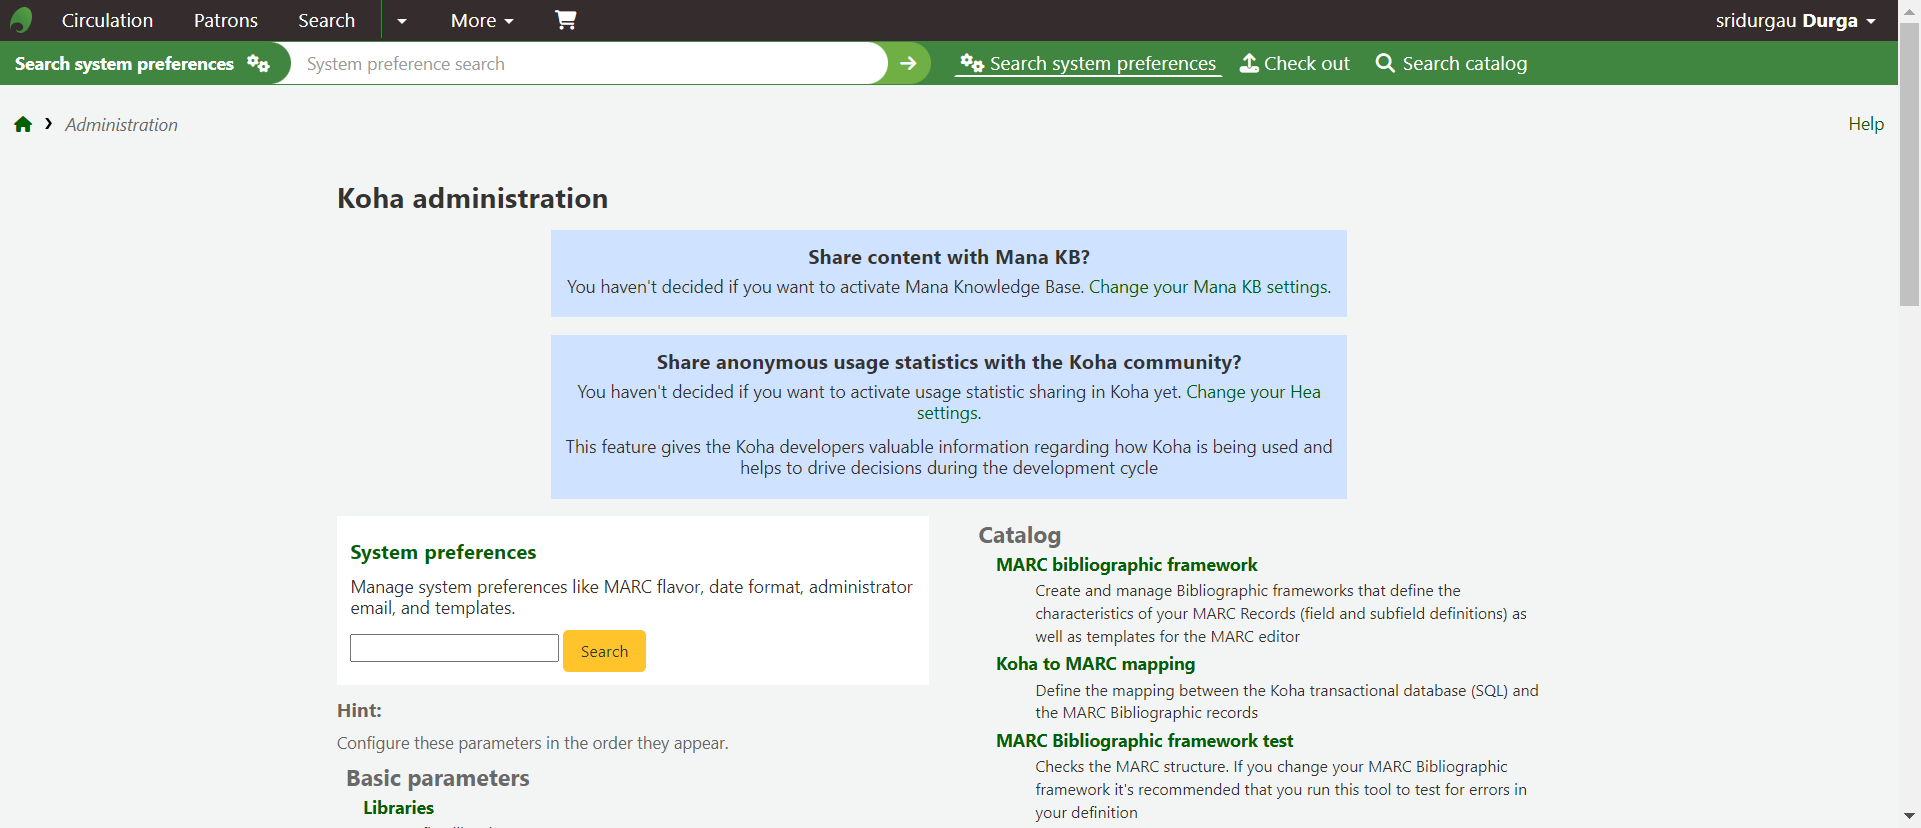 Circulation Patrons Search More sridurgau Durga
Search system preferences System preference search Search system preferences Check out Search catalog
Administration Help
Koha administration
Share content with Mana KB?
You haven't decided if you want to activate Mana Knowledge Base. Change your Mana KB settings.
Share anonymous usage statistics with the Koha community?
You haven't decided if you want to activate usage statistic sharing in Koha yet. Change your Hea
settings.
This feature gives the Koha developers valuable information regarding how Koha is being used and
helps to drive decisions during the development cycle
System preferences
Manage system preferences like MARC flavor, date format, administrator
email, and templates.
Search
Hint:
Configure these parameters in the order they appear.
Basic parameters
Libraries
Catalog
MARC bibliographic framework
Create and manage Bibliographic frameworks that define the
characteristics of your MARC Records (field and subfield definitions) as
well as templates for the MARC editor
Koha to MARC mapping
Define the mapping between the Koha transactional database (SQL) and
the MARC Bibliographic records
MARC Bibliographic framework test
Checks the MARC structure. If you change your MARC Bibliographic
framework it's recommended that you run this tool to test for errors in
your definition